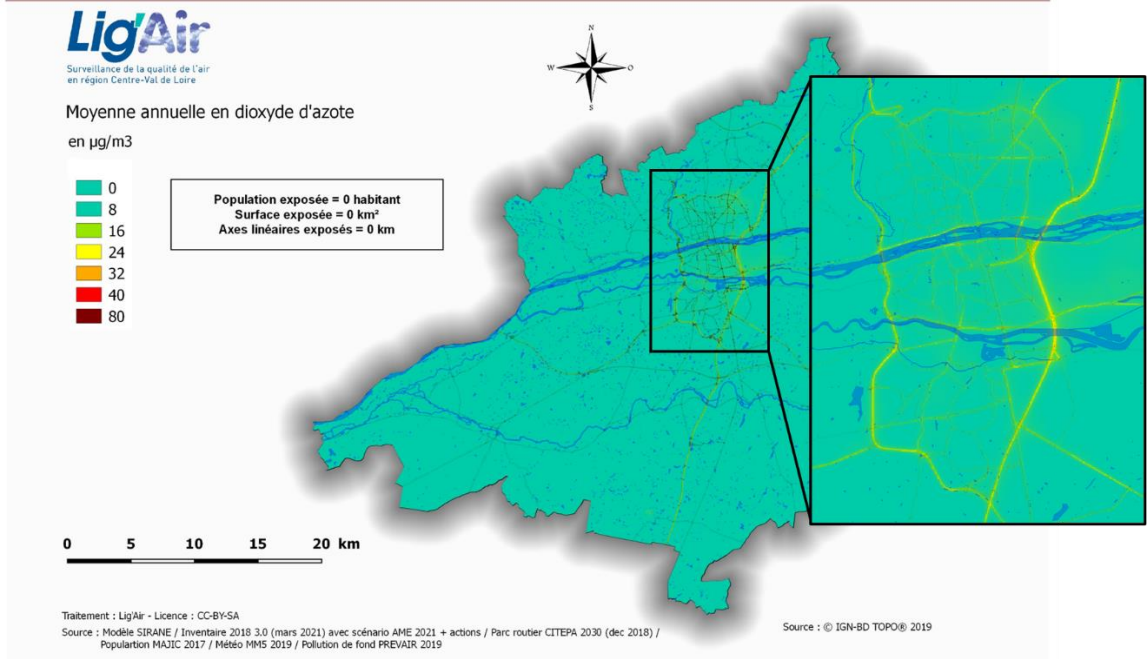 Lig'Air
Surveillance de la qualité de l'air
en région Centre-Val de Loire
Moyenne annuelle en dioxyde d'azote
en µg/m3
0
8
16
24
32
40
80
Population exposée = 0 habitant
Surface exposée = 0 km²
Axes linéaires exposés = 0 km
N
W
O
S
0 5 10 15 20 km
Traitement : Lig'Air - Licence : CC-BY-SA
Source : Modèle SIRANE / Inventaire 2018 3.0 (mars 2021) avec scénario AME 2021 + actions / Parc routier CITEPA 2030 (dec 2018) /
Populartion MAJIC 2017 / Météo MM5 2019 / Pollution de fond PREVAIR 2019
Source : © IGN-BD TOPO® 2019